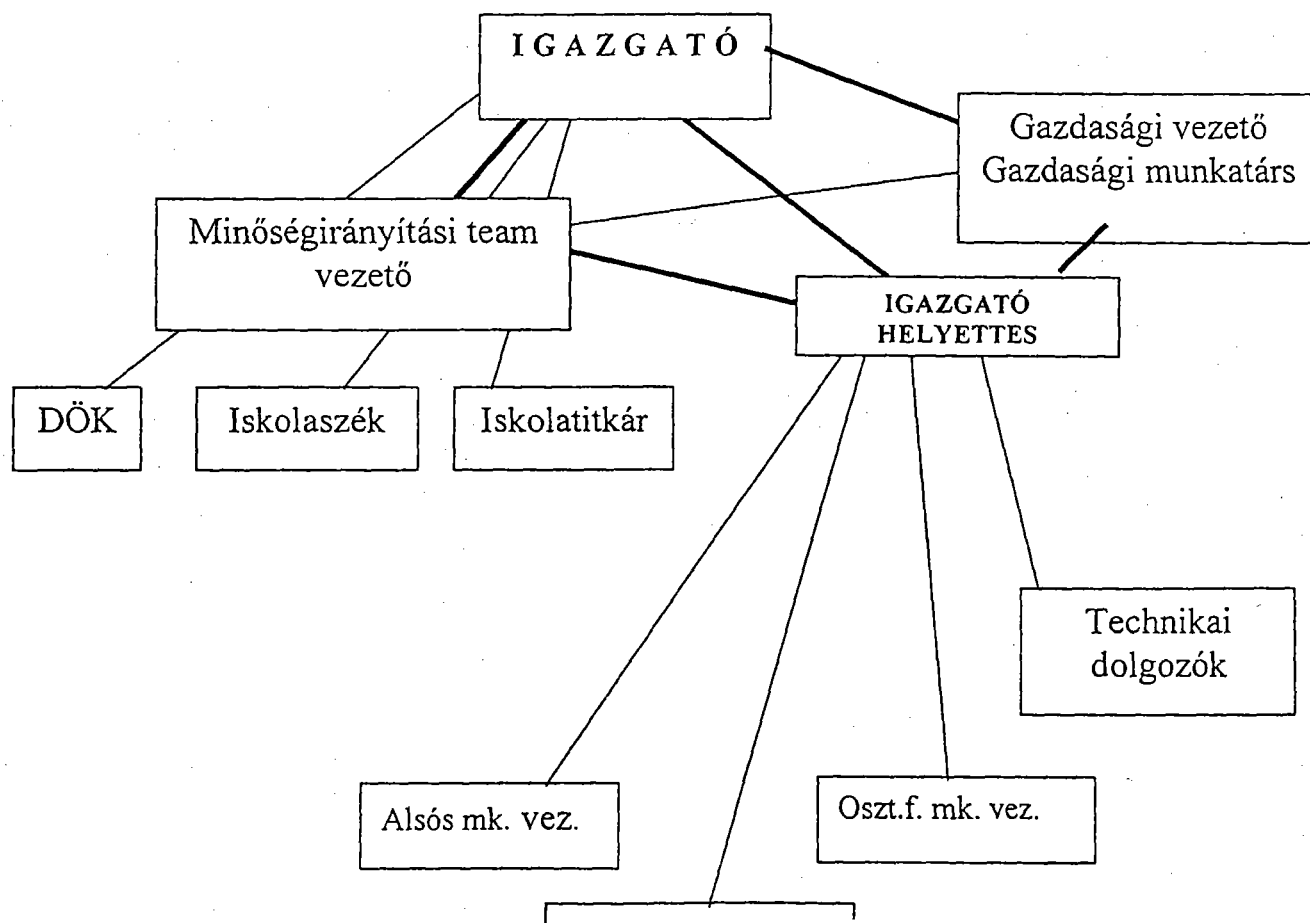 I G A Z G A T Ó
Gazdasági vezető
Gazdasági munkatárs
Minőségirányítási team
vezető
IGAZGATÓ
HELYETTES
DÖK
Iskolaszék
Iskolatitkár
Technikai
dolgozók
Alsós mk. vez.
Oszt.f. mk. vez.